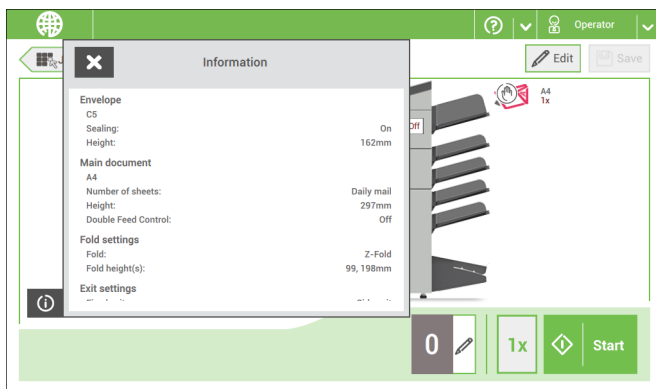 Operator
Information
Edit
Save
Envelope
C5
Sealing: On
Height: 162mm
Main document
A4
Number of sheets: Daily mail
Height: 297mm
Double Feed Control: Off
Fold settings
Fold: Z-Fold
Fold height(s): 99, 198mm
Exit settings
Off
A4
1x
0
1x
Start